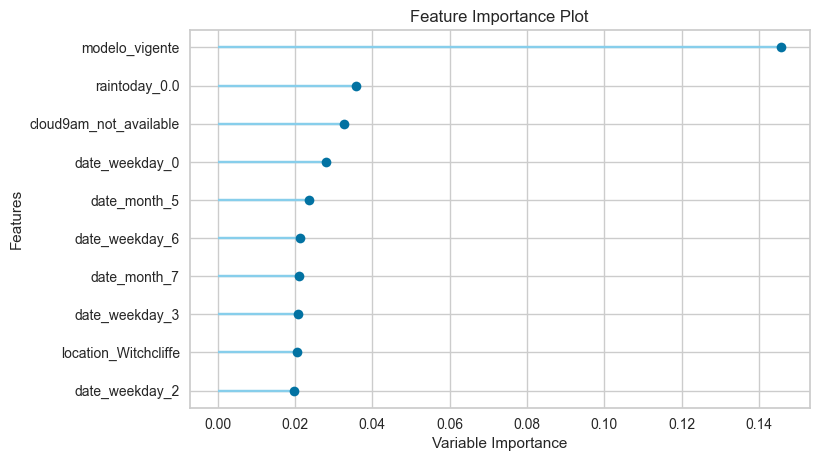 Feature Importance Plot
modelo_vigente
raintoday_0.0
cloud9am_not_available
date_weekday_0
date_month_5
date_weekday_6
date_month_7
date_weekday_3
location_Witchcliffe
date_weekday_2
Features
0.00 0.02 0.04 0.06 0.08 0.10 0.12 0.14
Variable Importance